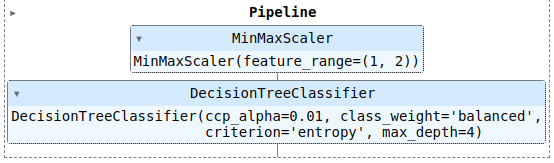 Pipeline
MinMaxScaler
MinMaxScaler(feature_range=(1, 2))
DecisionTreeClassifier
DecisionTreeClassifier(ccp_alpha=0.01, class_weight='balanced',
criterion='entropy', max_depth=4)